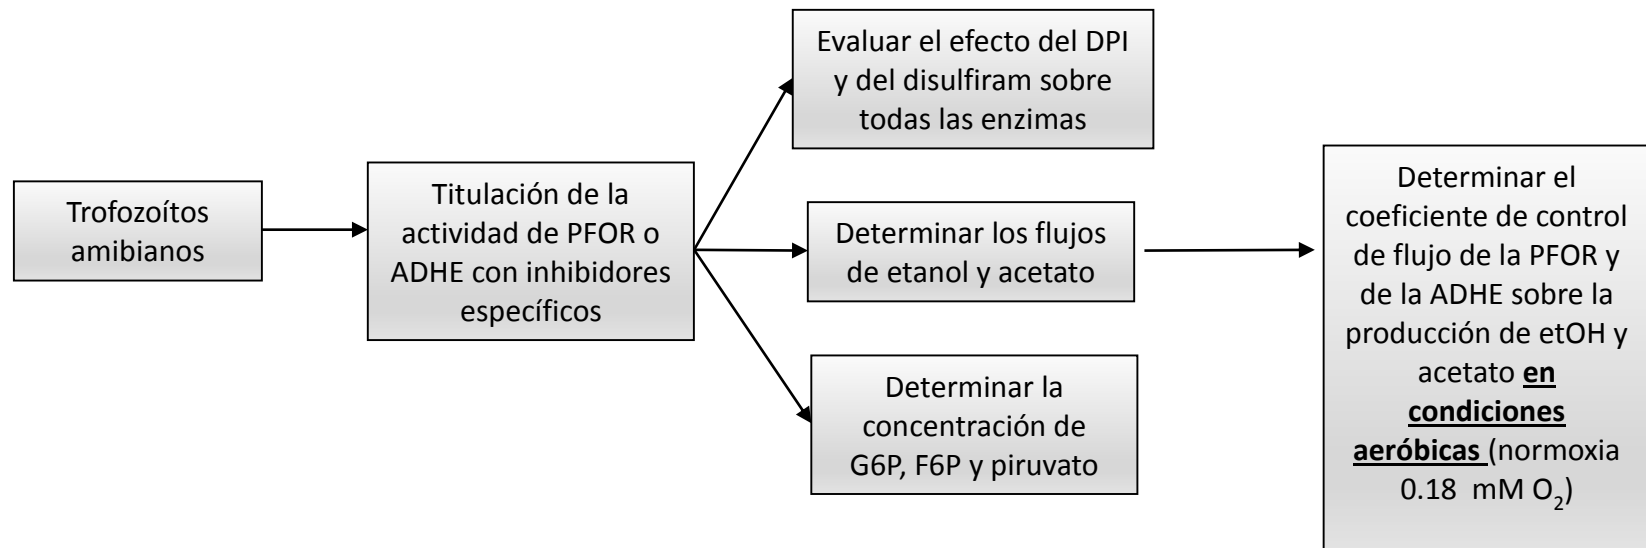 Trofozoítos
amibianos
Titulación de la
actividad de PFOR o
ADHE con inhibidores
específicos
Evaluar el efecto del DPI
y del disulfiram sobre
todas las enzimas
Determinar los flujos
de etanol y acetato
Determinar la
concentración de
G6P, F6P y piruvato
Determinar el
coeficiente de control
de flujo de la PFOR y
de la ADHE sobre la
producción de etOH y
acetato en
condiciones
aeróbicas (normoxia
0.18 mM O₂)